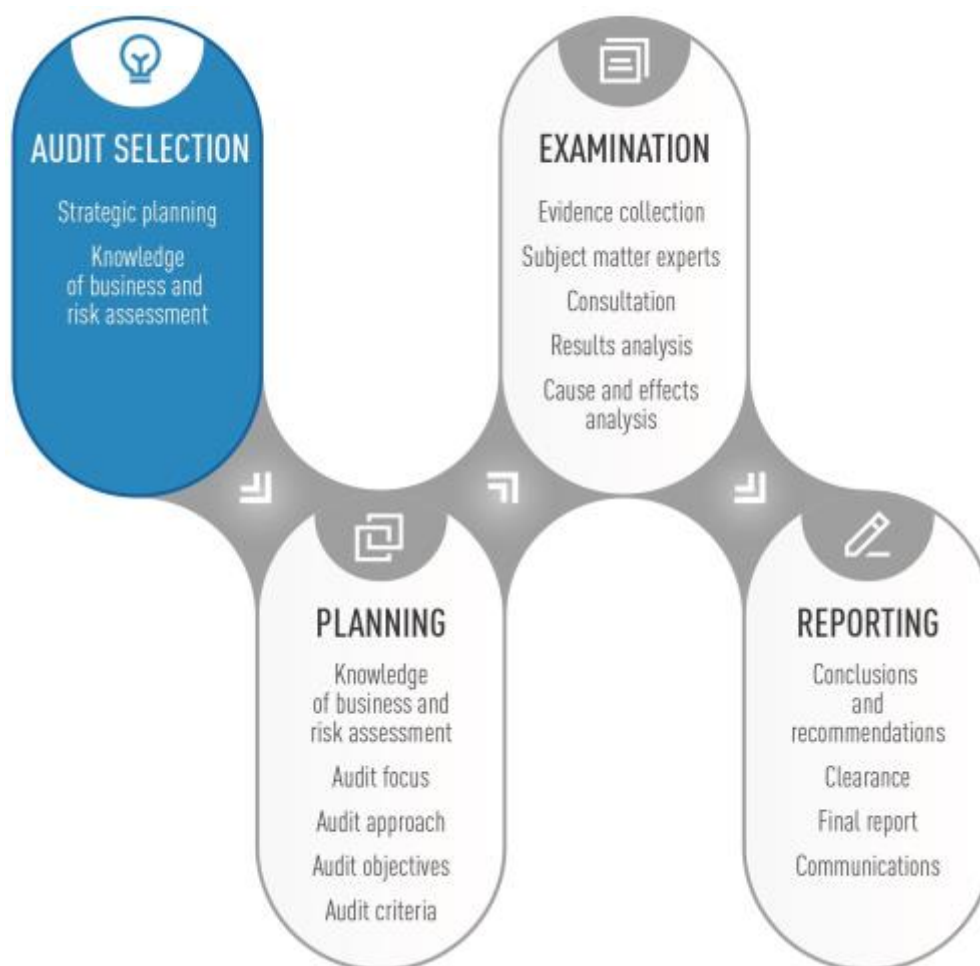 AUDIT SELECTION
Strategic planning
Knowledge
of business and
risk assessment
PLANNING
Knowledge
of business and
risk assessment
Audit focus
Audit approach
Audit objectives
Audit criteria
EXAMINATION
Evidence collection
Subject matter experts
Consultation
Results analysis
Cause and effects
analysis
REPORTING
Conclusions
and
recommendations
Clearance
Final report
Communications